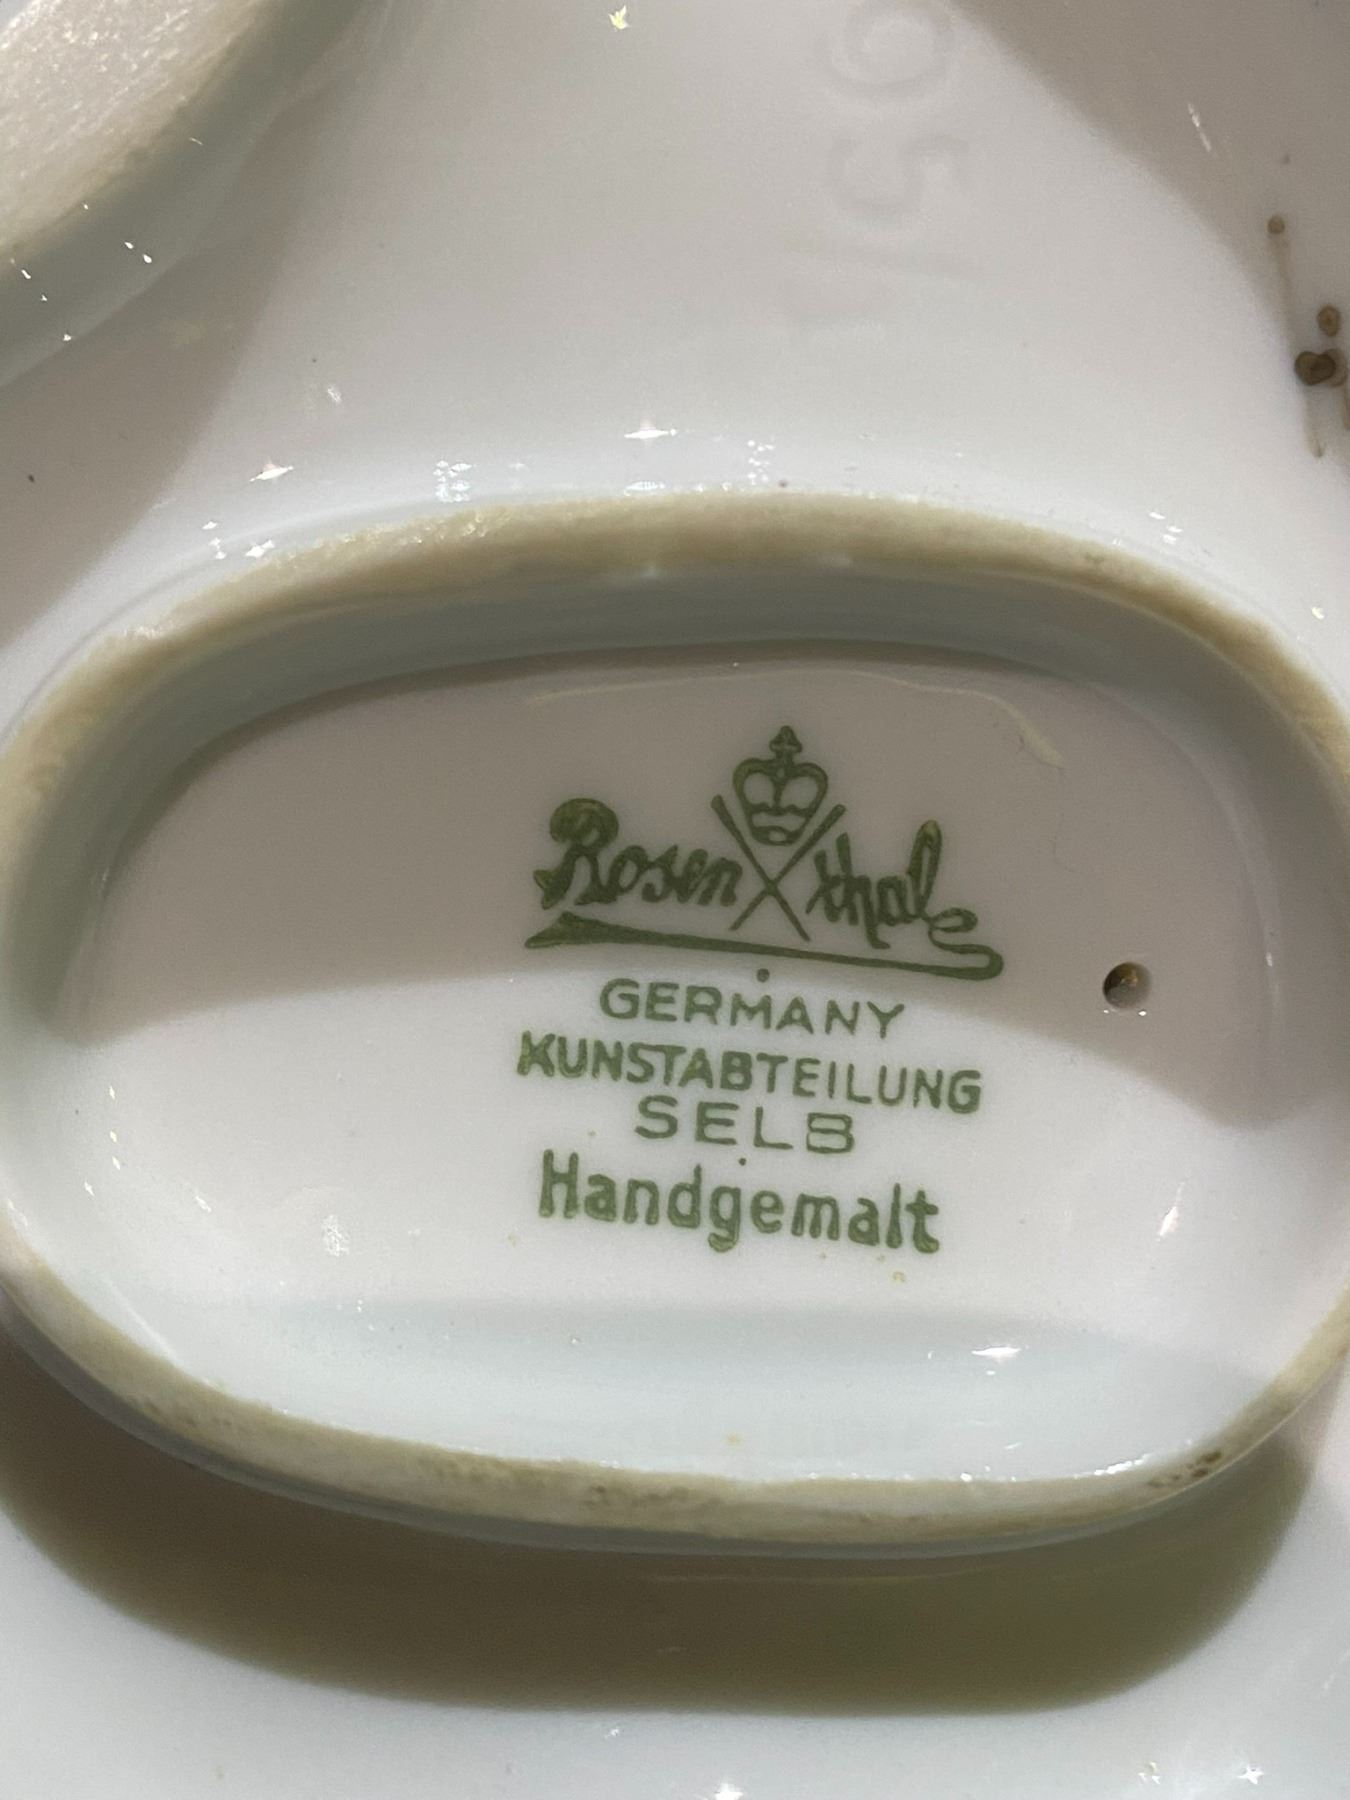 Rosenthal
GERMANY
KUNSTABTEILUNG
SELB
Handgemalt